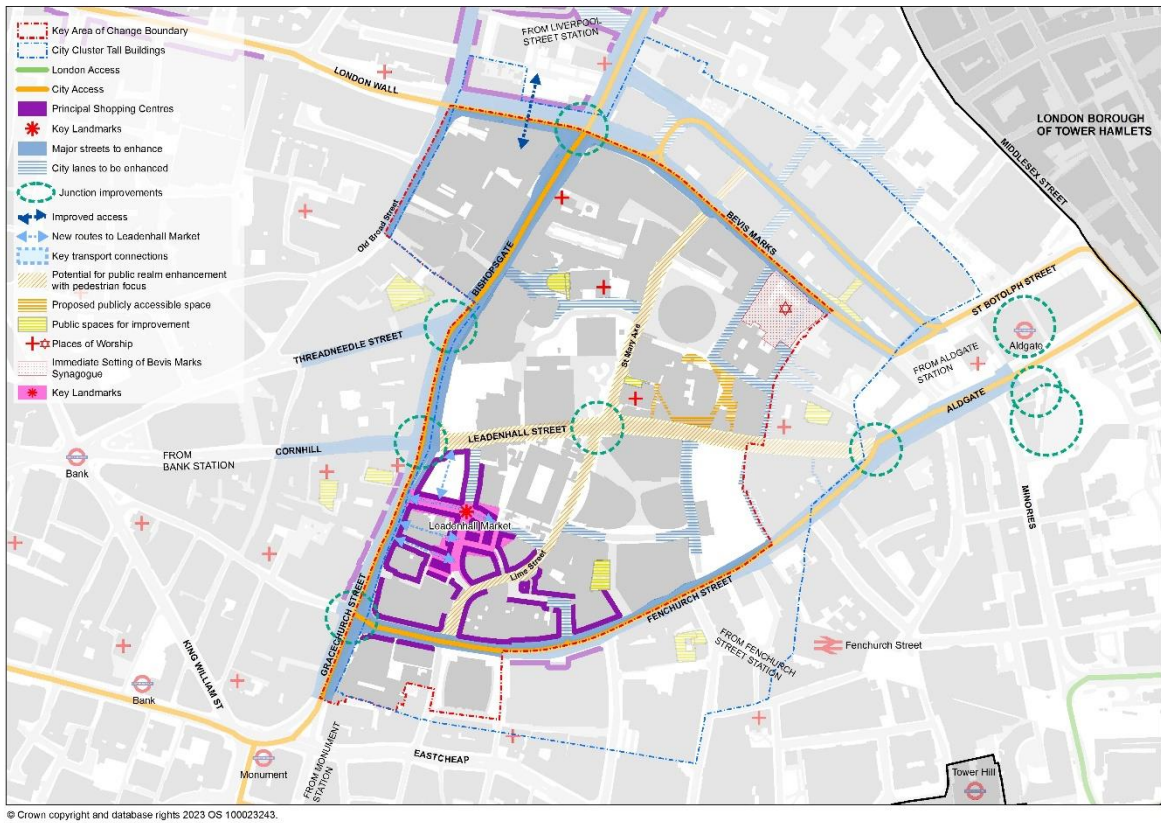 Key Area of Change Boundary
City Cluster Tall Buildings
London Access
City Access
Principal Shopping Centres
Key Landmarks
Major streets to enhance
City lanes to be enhanced
Junction improvements
Improved access
New routes to Leadenhall Market
Key transport connections
Potential for public realm enhancement
with pedestrian focus
Proposed publicly accessible space
Public spaces for improvement
Places of Worship
Immediate Setting of Bevis Marks
Synagogue
Key Landmarks
FROM LIVERPOOL
STREET STATION
LONDON WALL
LONDON BOROUGH
OF TOWER HAMLETS
MIDDLESEX STREET
Old Broad Street
BISHOPSGATE
BEVIS MARKS
ST BOTOLPH STREET
THREADNEEDLE STREET
St Mary Axe
Aldgate
FROM ALDGATE
STATION
ALDGATE
LEADENHALL STREET
CORNHILL
FROM
BANK STATION
Bank
MINORIES
Leadenhall Market
Lime Street
GRACECHURCH STREET
FENCHURCH STREET
FROM FENCHURCH
STREET STATION
Fenchurch Street
KING WILLIAM ST
Bank
EASTCHEAP
Monument
FROM MONUMENT
STATION
Tower Hill
© Crown copyright and database rights 2023 OS 100023243.